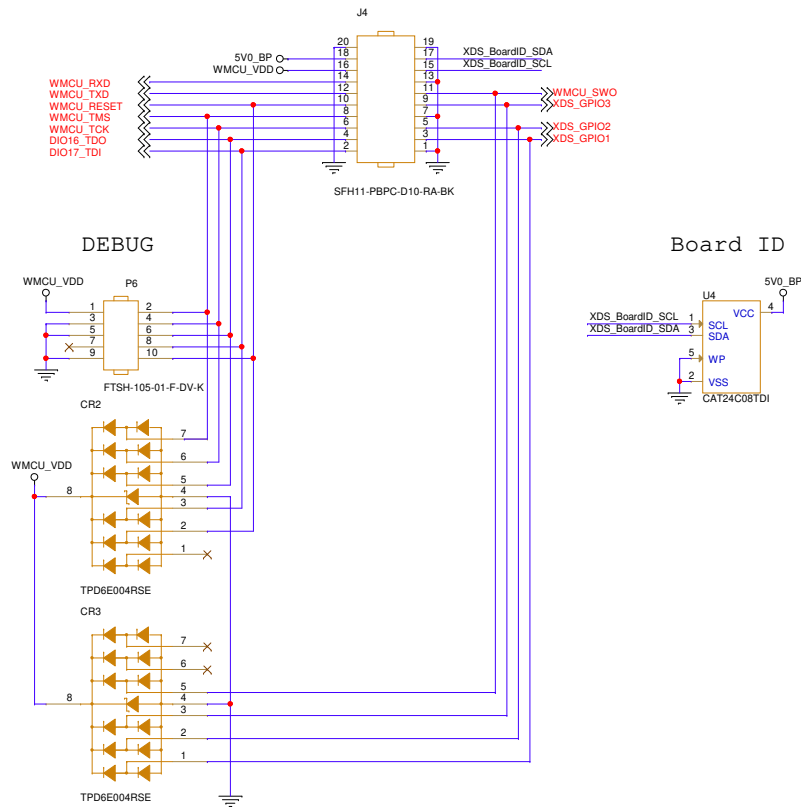 J4
20 19
5V0_BP 18 17 XDS_BoardID_SDA
WMCU_VDD 16 15 XDS_BoardID_SCL
WMCU_RXD 14 13
WMCU_TXD 12 11 WMCU_SWO
WMCU_RESET 10 9 XDS_GPIO3
WMCU_TMS 8 7
WMCU_TCK 6 5 XDS_GPIO2
DIO16_TDO 4 3 XDS_GPIO1
DIO17_TDI 2 1
SFH11-PBPC-D10-RA-BK
DEBUG
WMCU_VDD
P6
1 2
3 4
5 6
7 8
9 10
FTSH-105-01-F-DV-K
Board ID
5V0_BP
U4
VCC 4
XDS_BoardID_SCL 1 SCL
XDS_BoardID_SDA 3 SDA
5 WP
2 VSS
CAT24C08TDI
CR2
7
6
WMCU_VDD
5
8 4
3
2
1
TPD6E004RSE
CR3
7
6
5
8 4
3
2
1
TPD6E004RSE